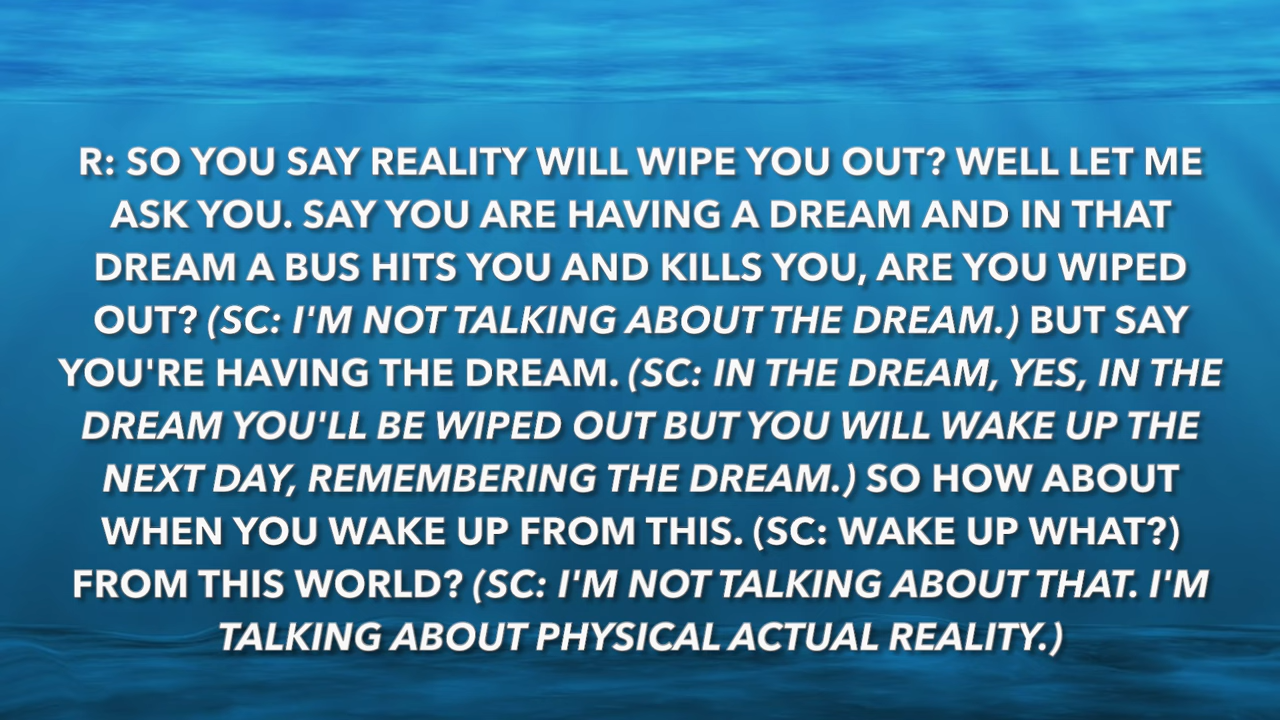 R: SO YOU SAY REALITY WILL WIPE YOU OUT? WELL LET ME
ASK YOU. SAY YOU ARE HAVING A DREAM AND IN THAT
DREAM A BUS HITS YOU AND KILLS YOU, ARE YOU WIPED
OUT? (SC: I'M NOT TALKING ABOUT THE DREAM.) BUT SAY
YOU'RE HAVING THE DREAM. (SC: IN THE DREAM, YES, IN THE
DREAM YOU'LL BE WIPED OUT BUT YOU WILL WAKE UP THE
NEXT DAY, REMEMBERING THE DREAM.) SO HOW ABOUT
WHEN YOU WAKE UP FROM THIS. (SC: WAKE UP WHAT?)
FROM THIS WORLD? (SC: I'M NOT TALKING ABOUT THAT. I'M
TALKING ABOUT PHYSICAL ACTUAL REALITY.)